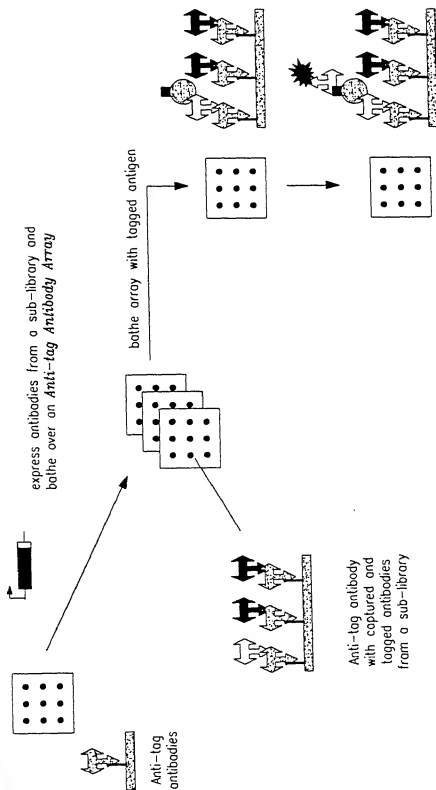 express antibodies from a sub-library and
bathe over an Anti-tag Antibody Array
bathe array with tagged antigen
Anti-tag
antibodies
Anti-tag antibody
with captured and
tagged antibodies
from a sub-library